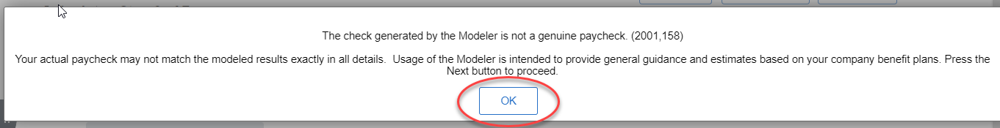 The check generated by the Modeler is not a genuine paycheck. (2001,158)
Your actual paycheck may not match the modeled results exactly in all details.  Usage of the Modeler is intended to provide general guidance and estimates based on your company benefit plans. Press the
Next button to proceed.
OK